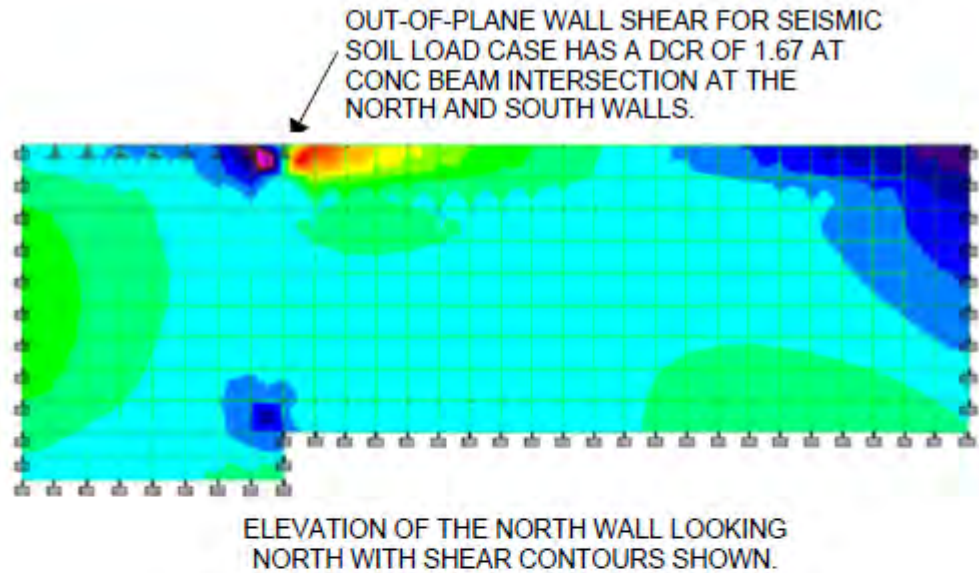 OUT-OF-PLANE WALL SHEAR FOR SEISMIC
SOIL LOAD CASE HAS A DCR OF 1.67 AT
CONC BEAM INTERSECTION AT THE
NORTH AND SOUTH WALLS.
ELEVATION OF THE NORTH WALL LOOKING
NORTH WITH SHEAR CONTOURS SHOWN.